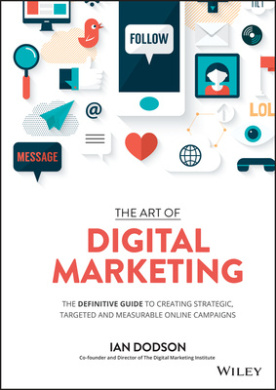 FOLLOW
LOL
@
MESSAGE
THE ART OF
DIGITAL
MARKETING
THE DEFINITIVE GUIDE TO CREATING STRATEGIC,
TARGETED AND MEASURABLE ONLINE CAMPAIGNS
IAN DODSON
Co-founder and Director of The Digital Marketing Institute
WILEY